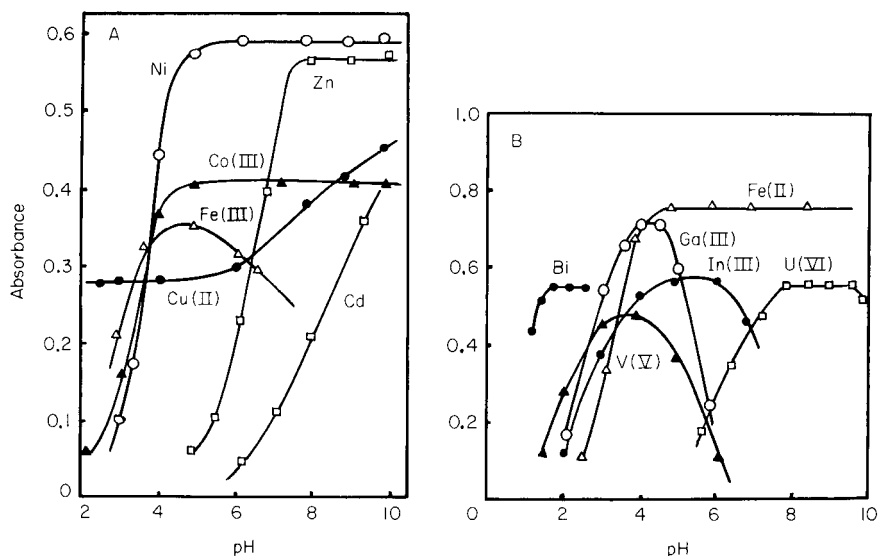 A
0.6
0.5
0.4
0.3
0.2
0.1
0
Absorbance
Ni
Zn
Co(III)
Fe(III)
Cu(II)
Cd
2
4
6
8
10
pH
B
1.0
0.8
0.6
0.4
0.2
0
Fe(II)
Ga(III)
Bi
In(III)
U(VI)
V(V)
0
2
4
6
8
10
pH